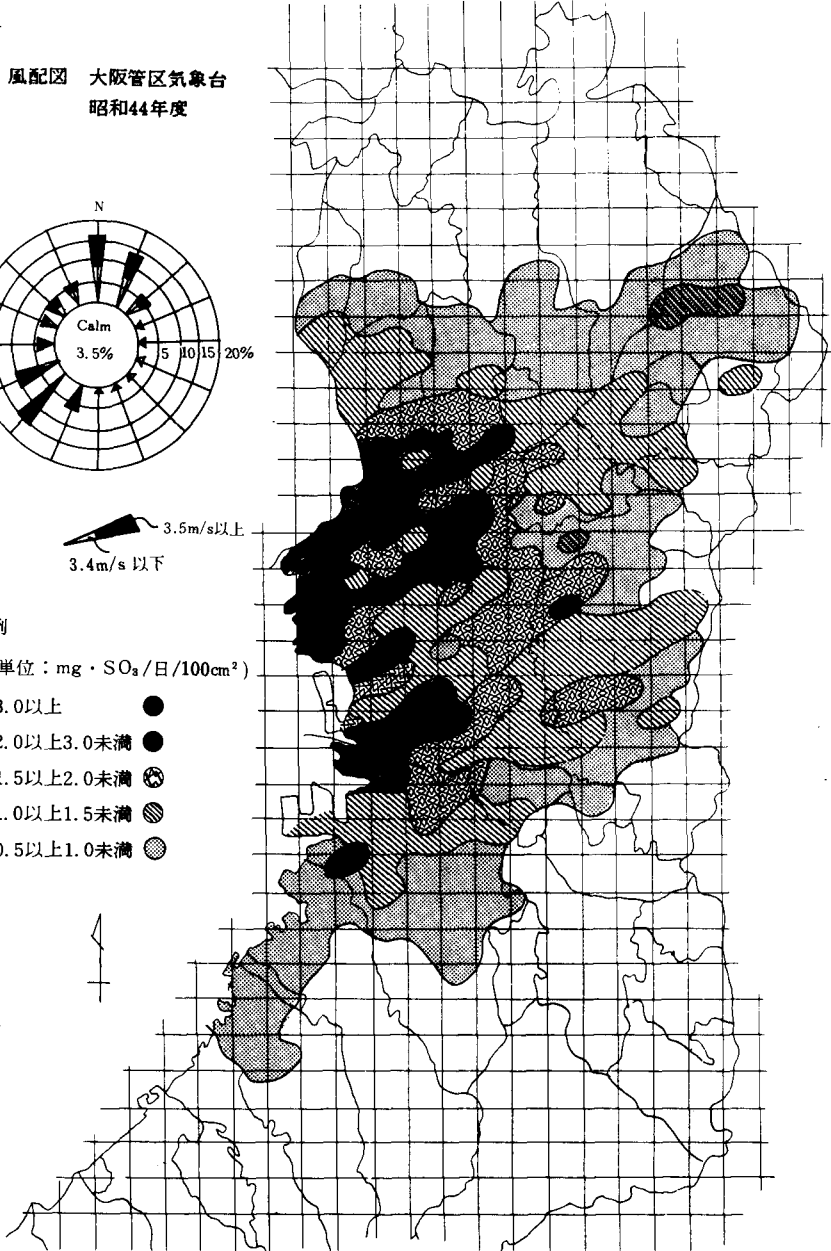 風配図 大阪管区気象台
昭和44年度
N
Calm
3.5%
5 10 15 20%
3.5m/s以上
3.4m/s 以下
例
単位：mg・SO₃/日/100cm²)
3.0以上
2.0以上3.0未満
.5以上2.0未満
.0以上1.5未満
0.5以上1.0未満